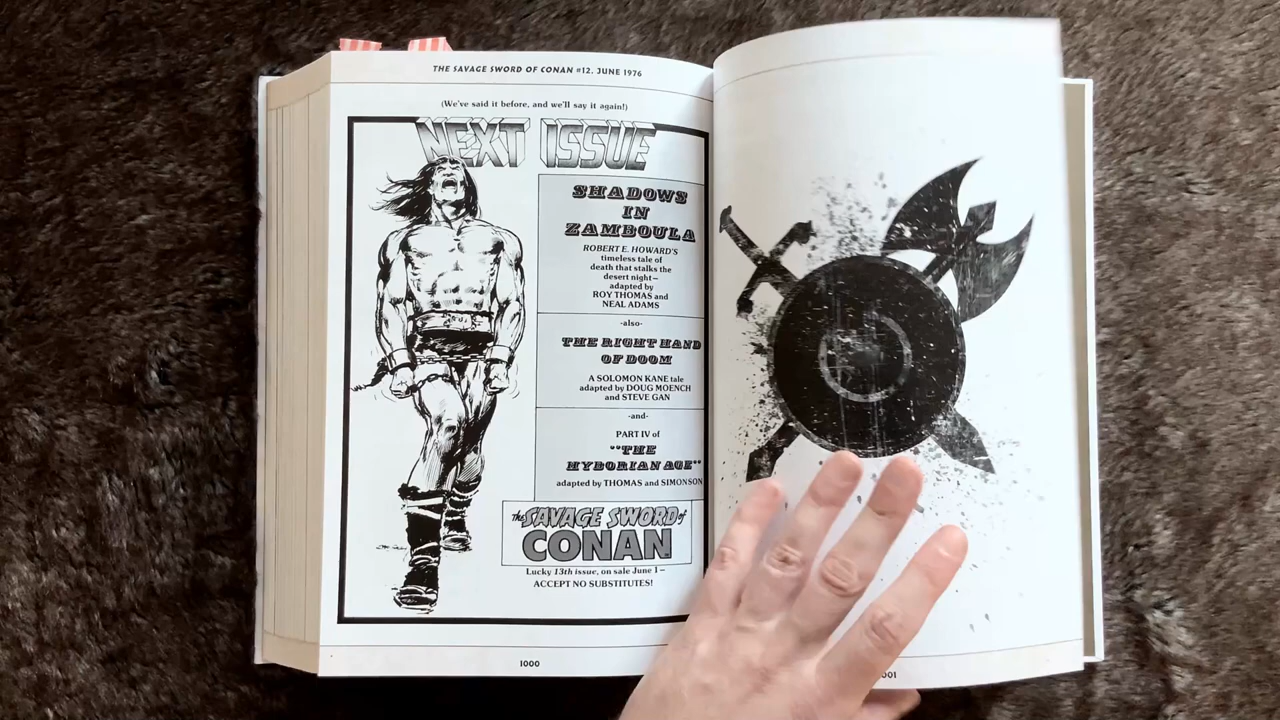 THE SAVAGE SWORD OF CONAN #12. JUNE 1976
(We've said it before, and we'll say it again!)
NEXT ISSUE
SHADOWS
IN
ZAMBOULA
ROBERT E. HOWARD'S
timeless tale of
death that stalks the
desert night—
adapted by
ROY THOMAS and
NEAL ADAMS
-also-
THE RIGHT HAND
OF DOOM
A SOLOMON KANE tale
adapted by DOUG MOENCH
and STEVE GAN
-and-
PART IV of
"THE
HYBORIAN AGE"
adapted by THOMAS and SIMONSON
the SAVAGE SWORD of
CONAN
Lucky 13th issue, on sale June 1—
ACCEPT NO SUBSTITUTES!
1000
001